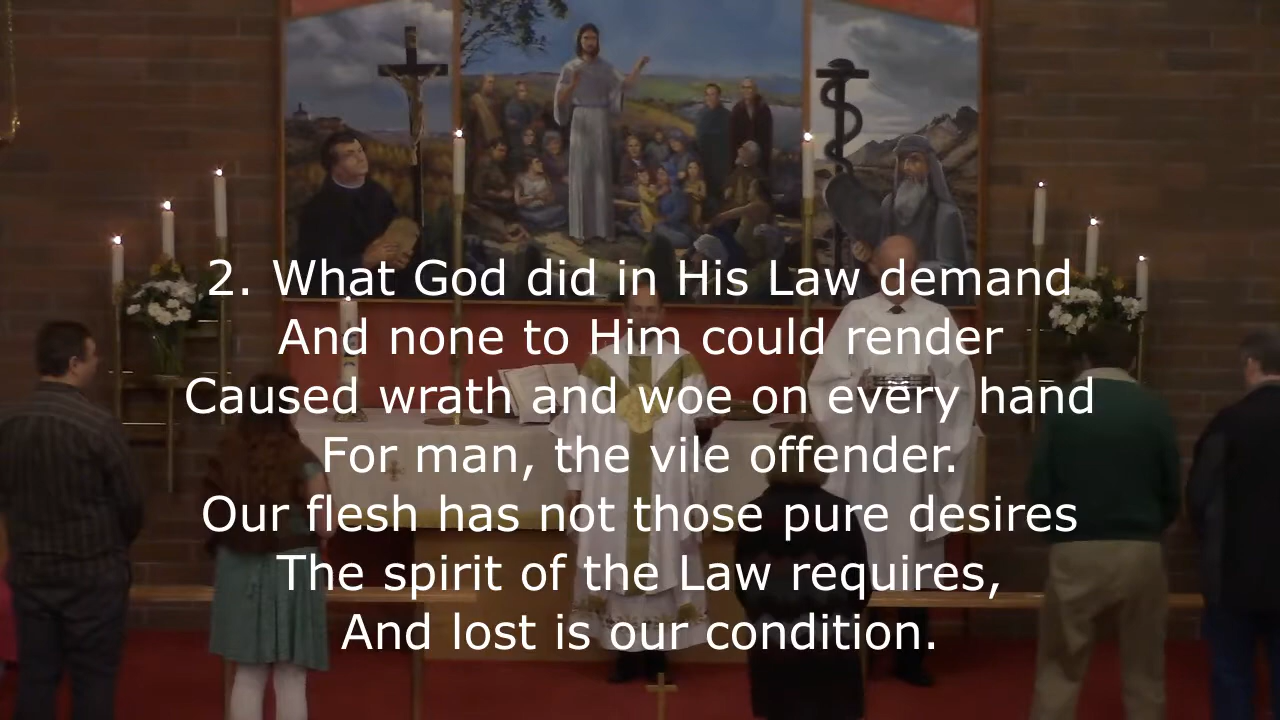 2. What God did in His Law demand
And none to Him could render
Caused wrath and woe on every hand
For man, the vile offender.
Our flesh has not those pure desires
The spirit of the Law requires,
And lost is our condition.